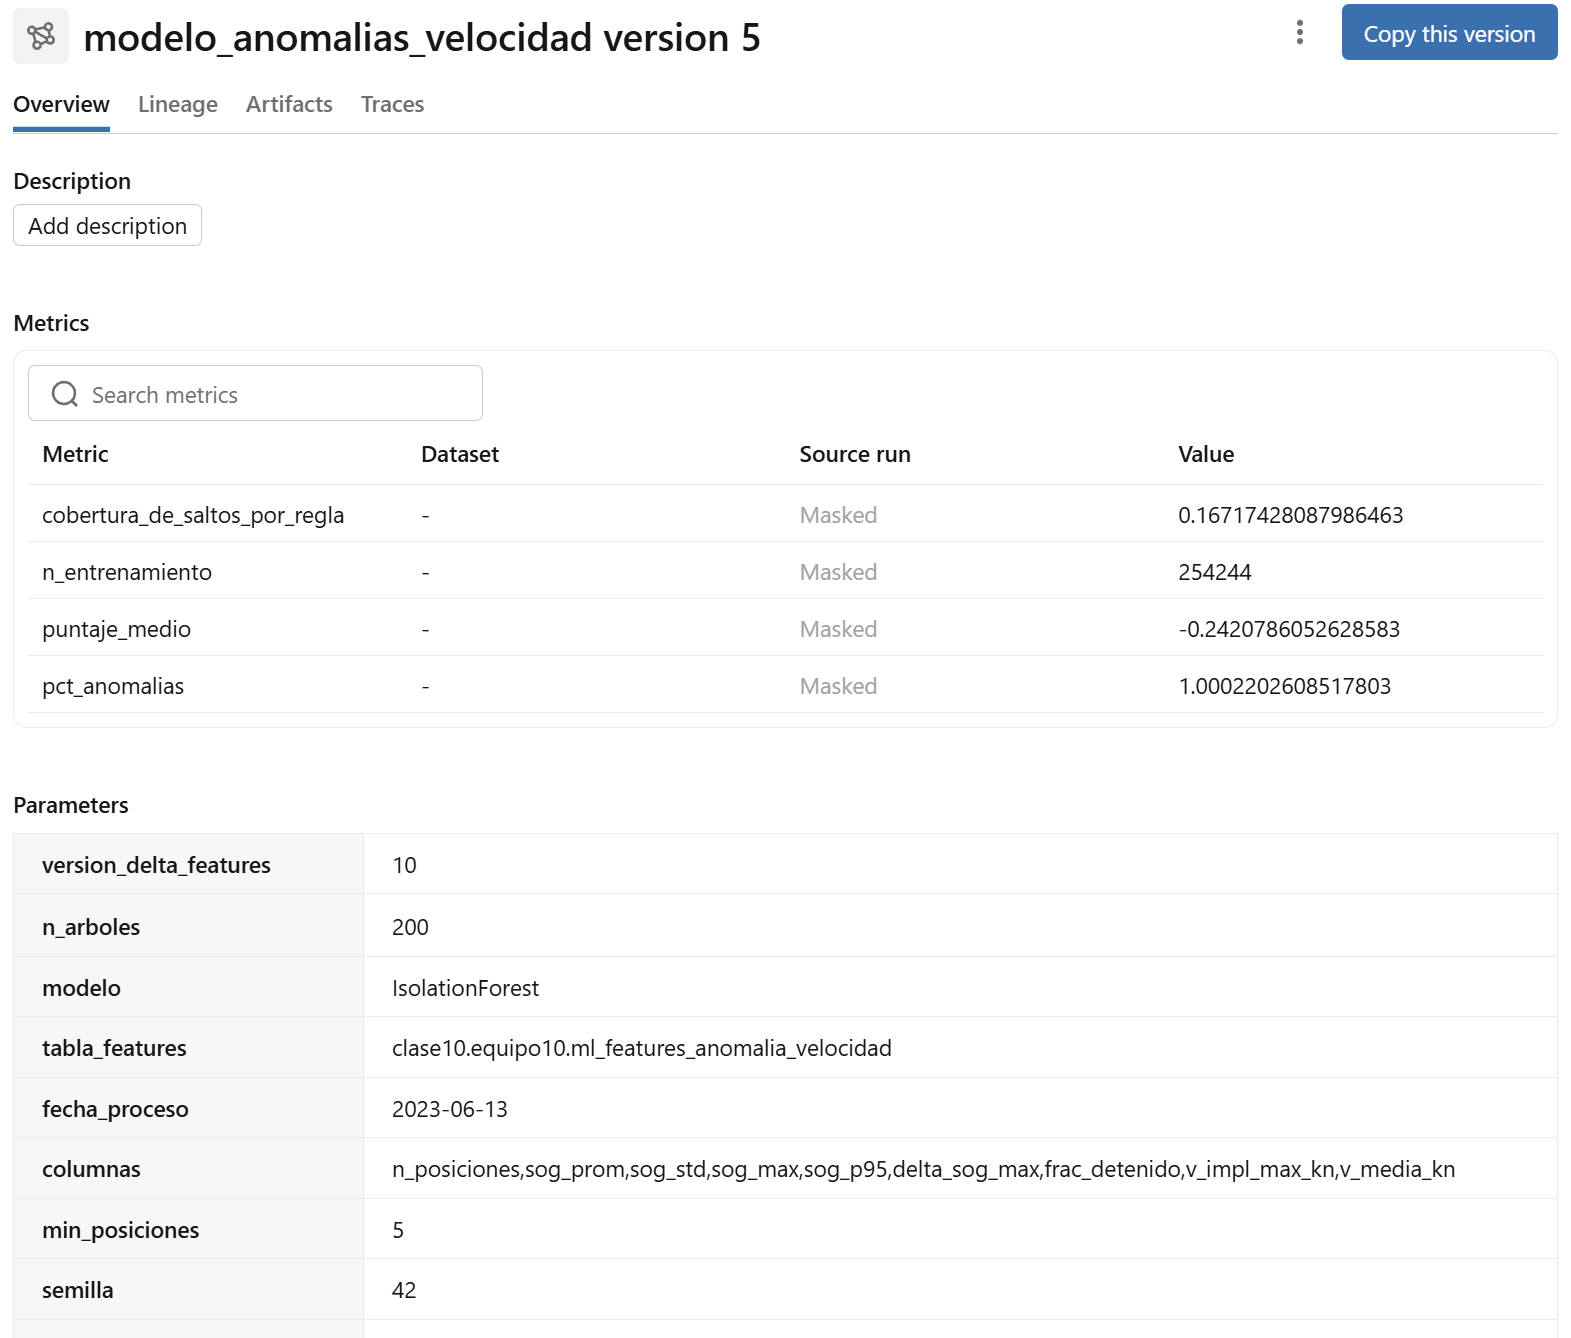 modelo_anomalias_velocidad version 5
Copy this version
Overview Lineage Artifacts Traces
Description
Add description
Metrics
Search metrics
Metric Dataset Source run Value
cobertura_de_saltos_por_regla - Masked 0.16717428087986463
n_entrenamiento - Masked 254244
puntaje_medio - Masked -0.2420786052628583
pct_anomalias - Masked 1.0002202608517803
Parameters
version_delta_features 10
n_arboles 200
modelo IsolationForest
tabla_features clase10.equipo10.ml_features_anomalia_velocidad
fecha_proceso 2023-06-13
columnas n_posiciones,sog_prom,sog_std,sog_max,sog_p95,delta_sog_max,frac_detenido,v_impl_max_kn,v_media_kn
min_posiciones 5
semilla 42